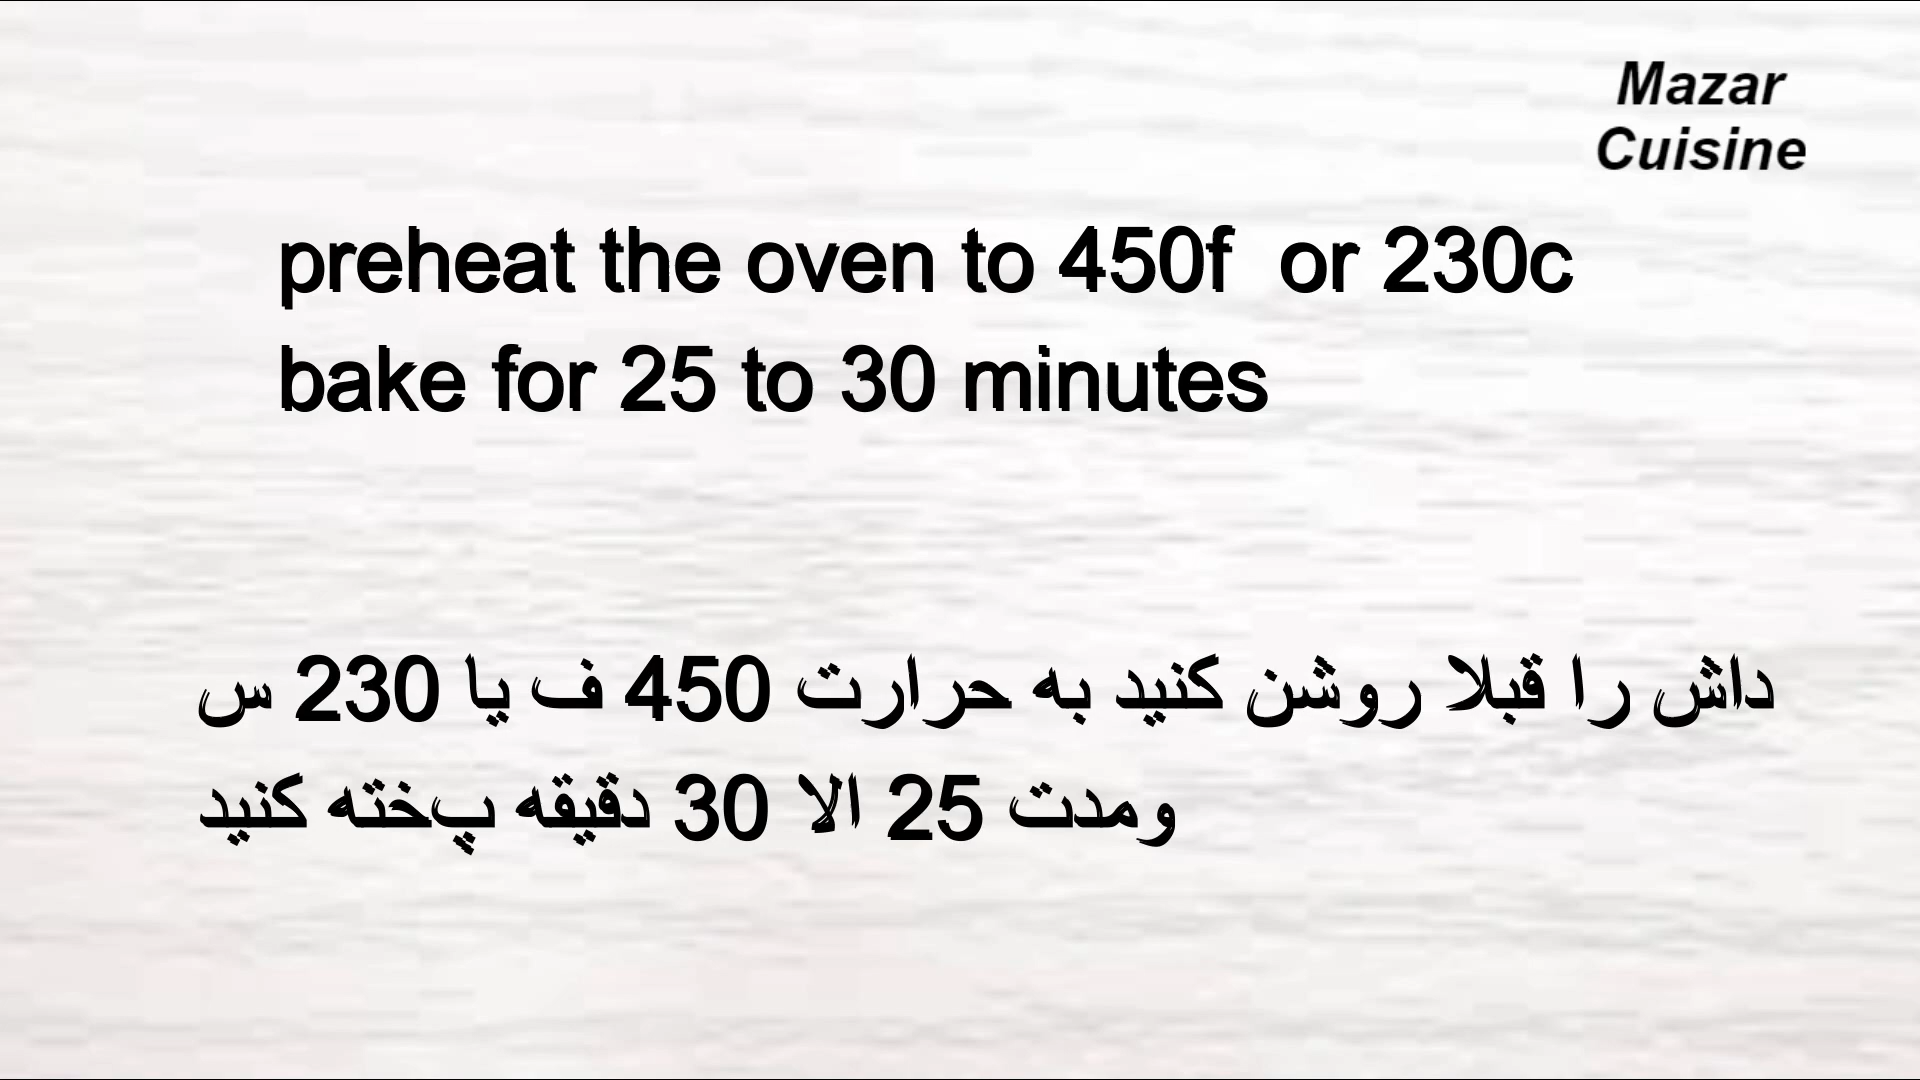 Mazar
Cuisine
preheat the oven to 450f  or 230c
bake for 25 to 30 minutes
داش را قبلا روشن کنید به حرارت 450 ف یا 230 س
ومدت 25 الا 30 دقیقه پخته کنید